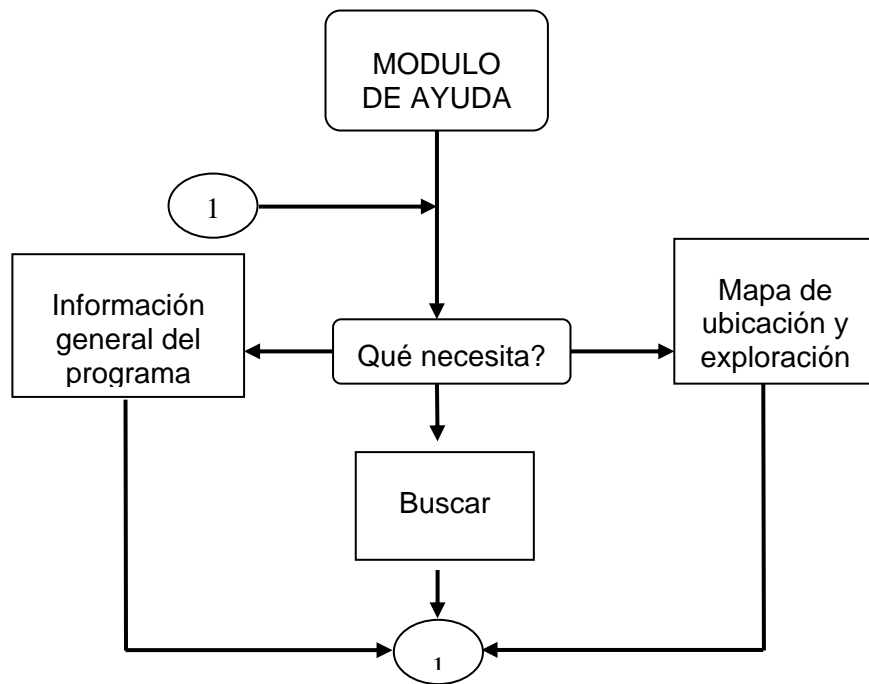 MODULO
DE AYUDA
1
Información
general del
programa
Qué necesita?
Mapa de
ubicación y
exploración
Buscar
1